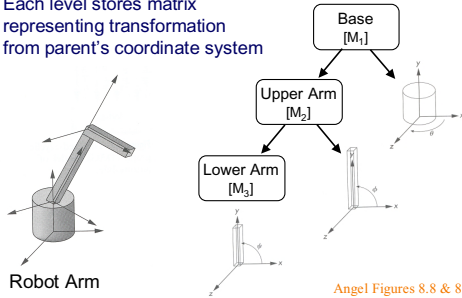 Each level stores matrix
representing transformation
from parent's coordinate system
Base
[M₁]
Upper Arm
[M₂]
Lower Arm
[M₃]
y
x
z
θ
y
x
z
ϕ
y
x
z
ϕ
Robot Arm
Angel Figures 8.8 & 8